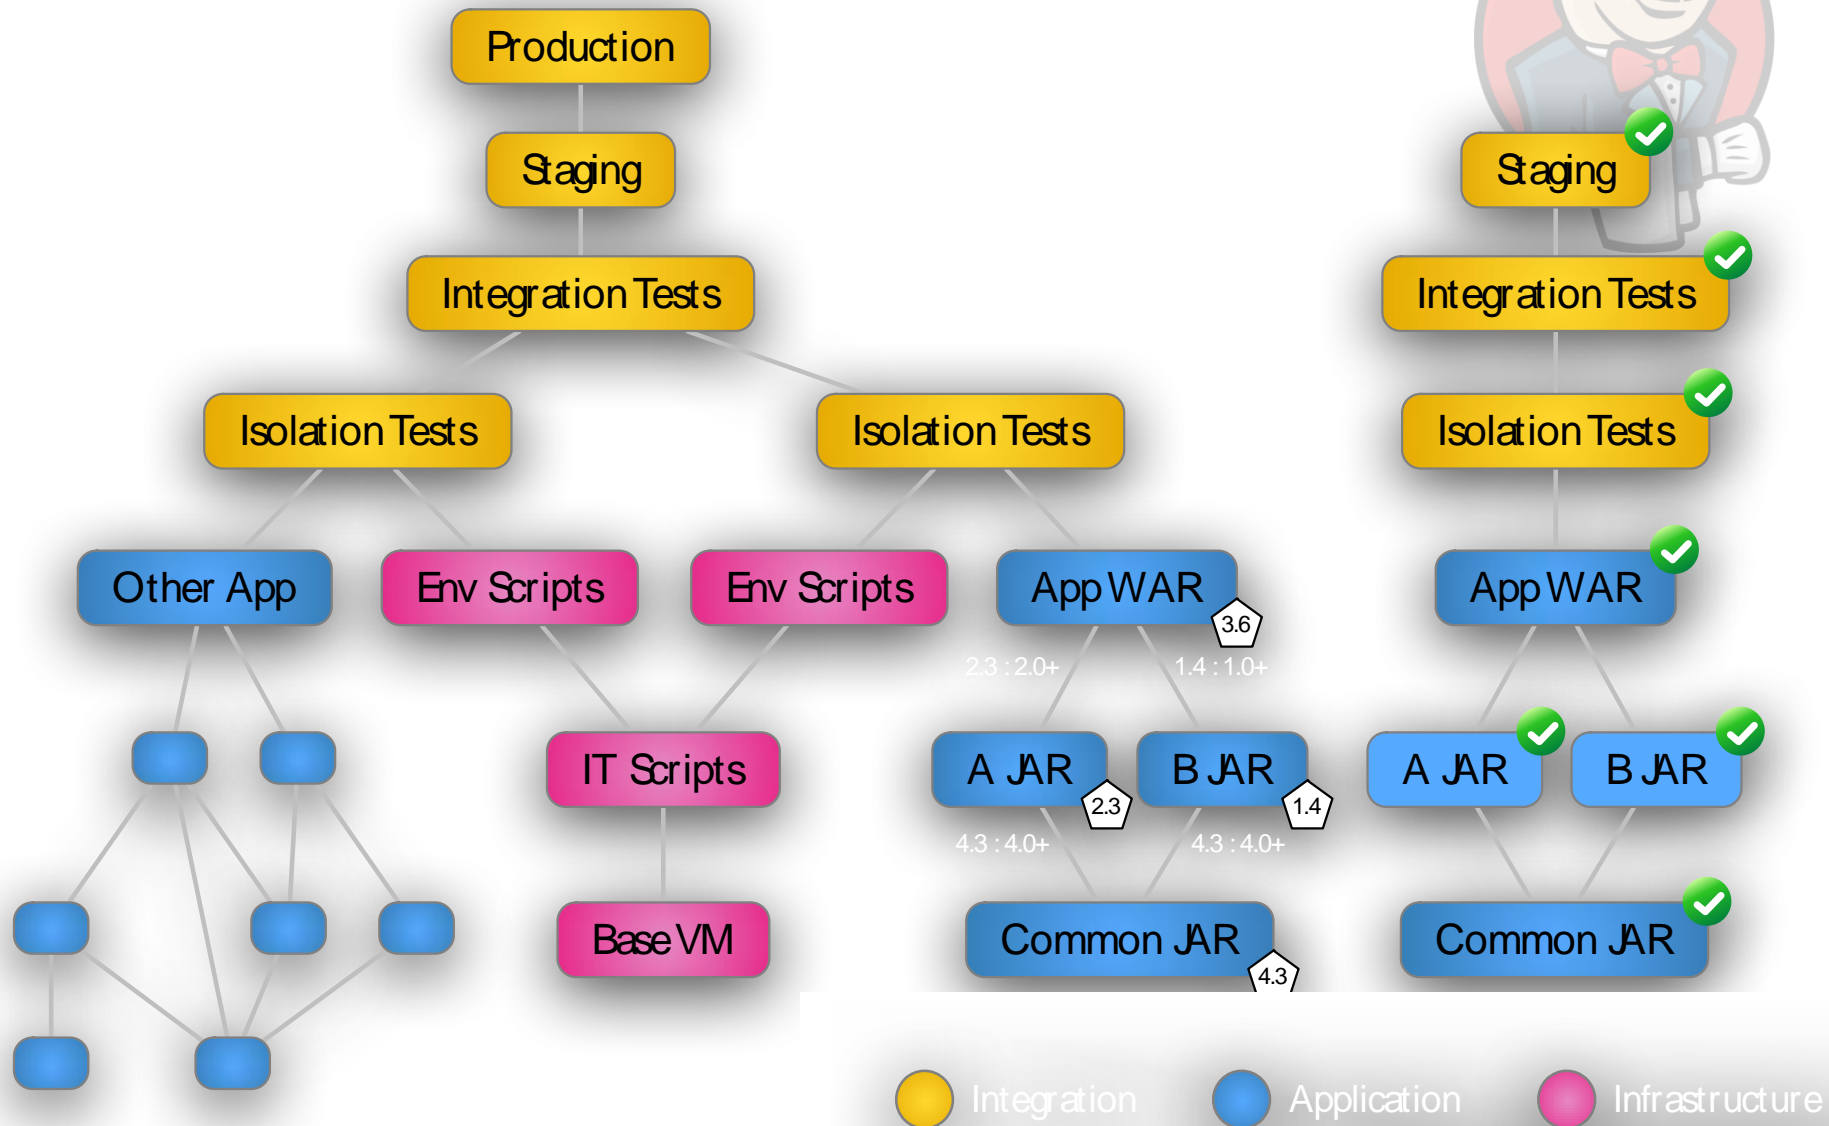 Production
Staging
Staging
Integration Tests
Integration Tests
Isolation Tests
Isolation Tests
Isolation Tests
Other App
Env Scripts
Env Scripts
App WAR
App WAR
3.6
2.3 : 2.0+
1.4 : 1.0+
IT Scripts
A JAR
B JAR
A JAR
B JAR
2.3
1.4
4.3 : 4.0+
4.3 : 4.0+
Base VM
Common JAR
Common JAR
4.3
Integration
Application
Infrastructure